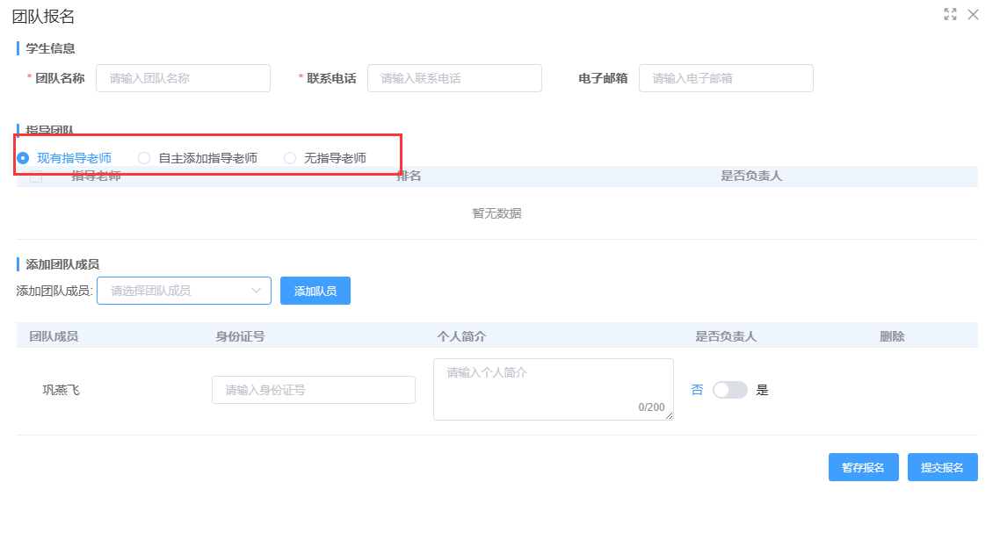 团队报名
学生信息
* 团队名称 请输入团队名称 * 联系电话 请输入联系电话 电子邮箱 请输入电子邮箱
指导团队
现有指导老师 自主添加指导老师 无指导老师
指导老师 排名 是否负责人
暂无数据
添加团队成员
添加团队成员: 请选择团队成员 添加队员
团队成员 身份证号 个人简介 是否负责人 删除
巩燕飞 请输入身份证号 请输入个人简介 否 是
0/200
暂存报名 提交报名